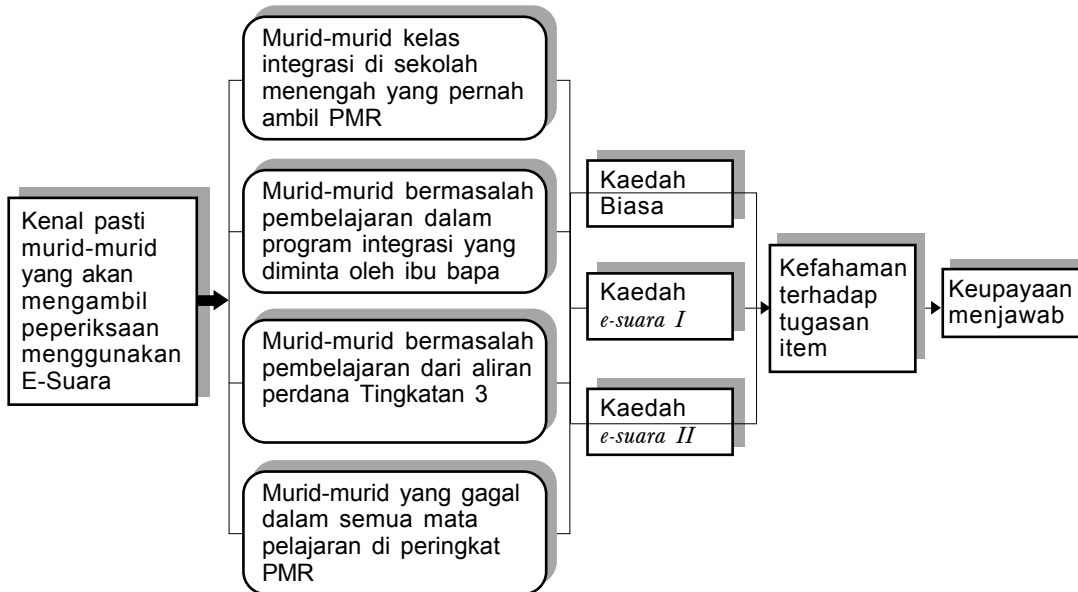 Kenal pasti
murid-murid
yang akan
mengambil
peperiksaan
menggunakan
E-Suara
Murid-murid kelas
integrasi di sekolah
menengah yang pernah
ambil PMR
Murid-murid bermasalah
pembelajaran dalam
program integrasi yang
diminta oleh ibu bapa
Murid-murid bermasalah
pembelajaran dari aliran
perdana Tingkatan 3
Murid-murid yang gagal
dalam semua mata
pelajaran di peringkat
PMR
Kaedah
Biasa
Kaedah
e-suara I
Kaedah
e-suara II
Kefahaman
terhadap
tugasan
item
Keupayaan
menjawab